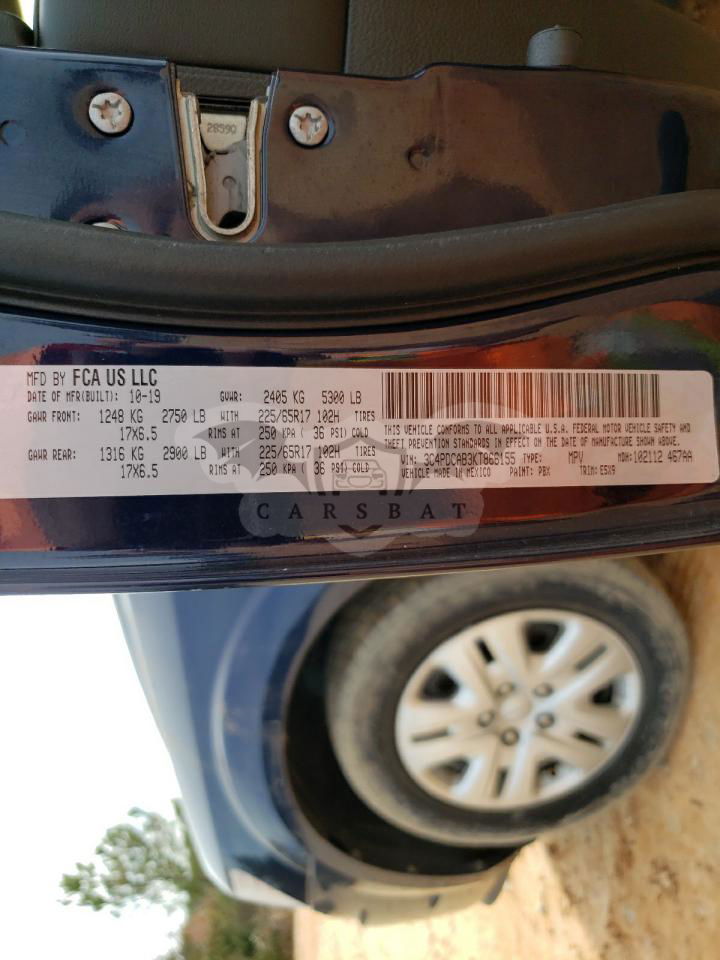 2859Q
MFD BY FCA US LLC
DATE OF MFR(BUILT): 10-19 GVWR: 2405 KG 5300 LB
GAWR FRONT: 1248 KG 2750 LB WITH 225/65R17 102H TIRES
17X6.5 RIMS AT 250 KPA ( 36 PSI) COLD
GAWR REAR: 1316 KG 2900 LB WITH 225/65R17 102H TIRES
17X6.5 RIMS AT 250 KPA ( 36 PSI) COLD
THIS VEHICLE CONFORMS TO ALL APPLICABLE U.S.A. FEDERAL MOTOR VEHICLE SAFETY AND
THEFT PREVENTION STANDARDS IN EFFECT ON THE DATE OF MANUFACTURE SHOWN ABOVE.
VIN: 3C4PDCAB3KT866155 TYPE: MPV MDH: 102112 467AA
VEHICLE MADE IN MEXICO PAINT: PBX TRIM: E5X9
CARSBAT